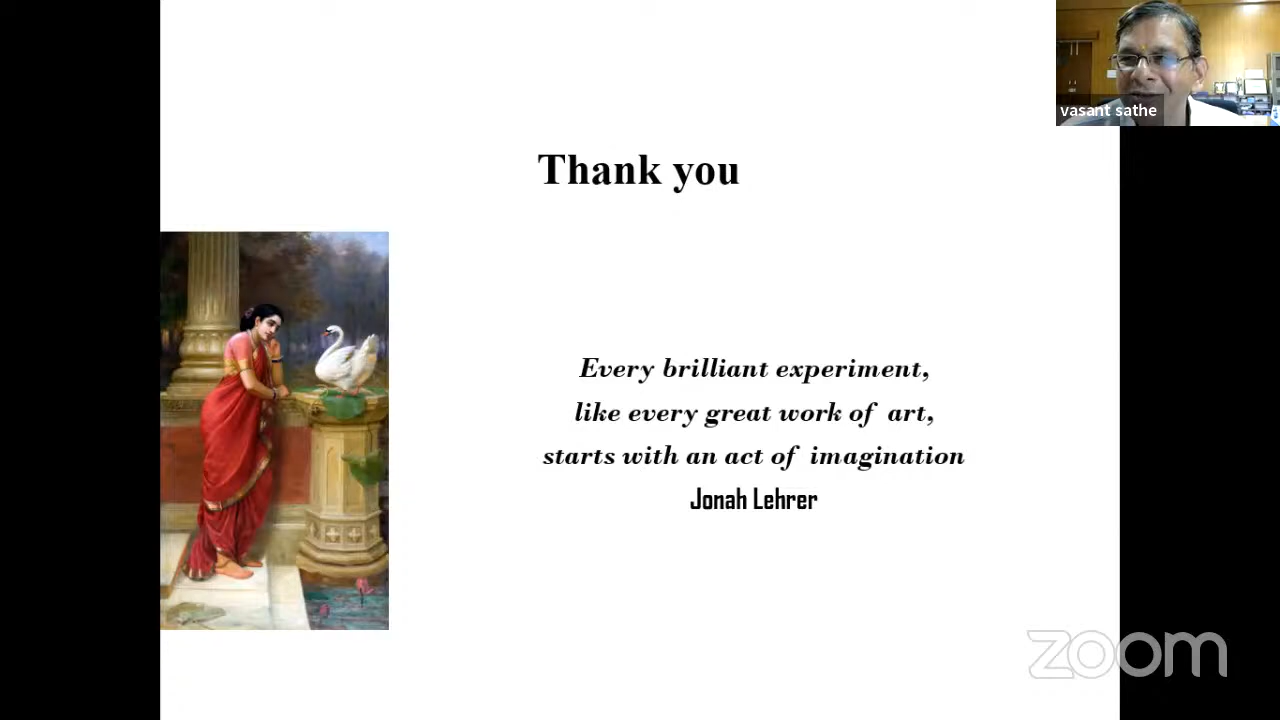 vasant sathe
Thank you
Every brilliant experiment,
like every great work of art,
starts with an act of imagination
Jonah Lehrer
zoom